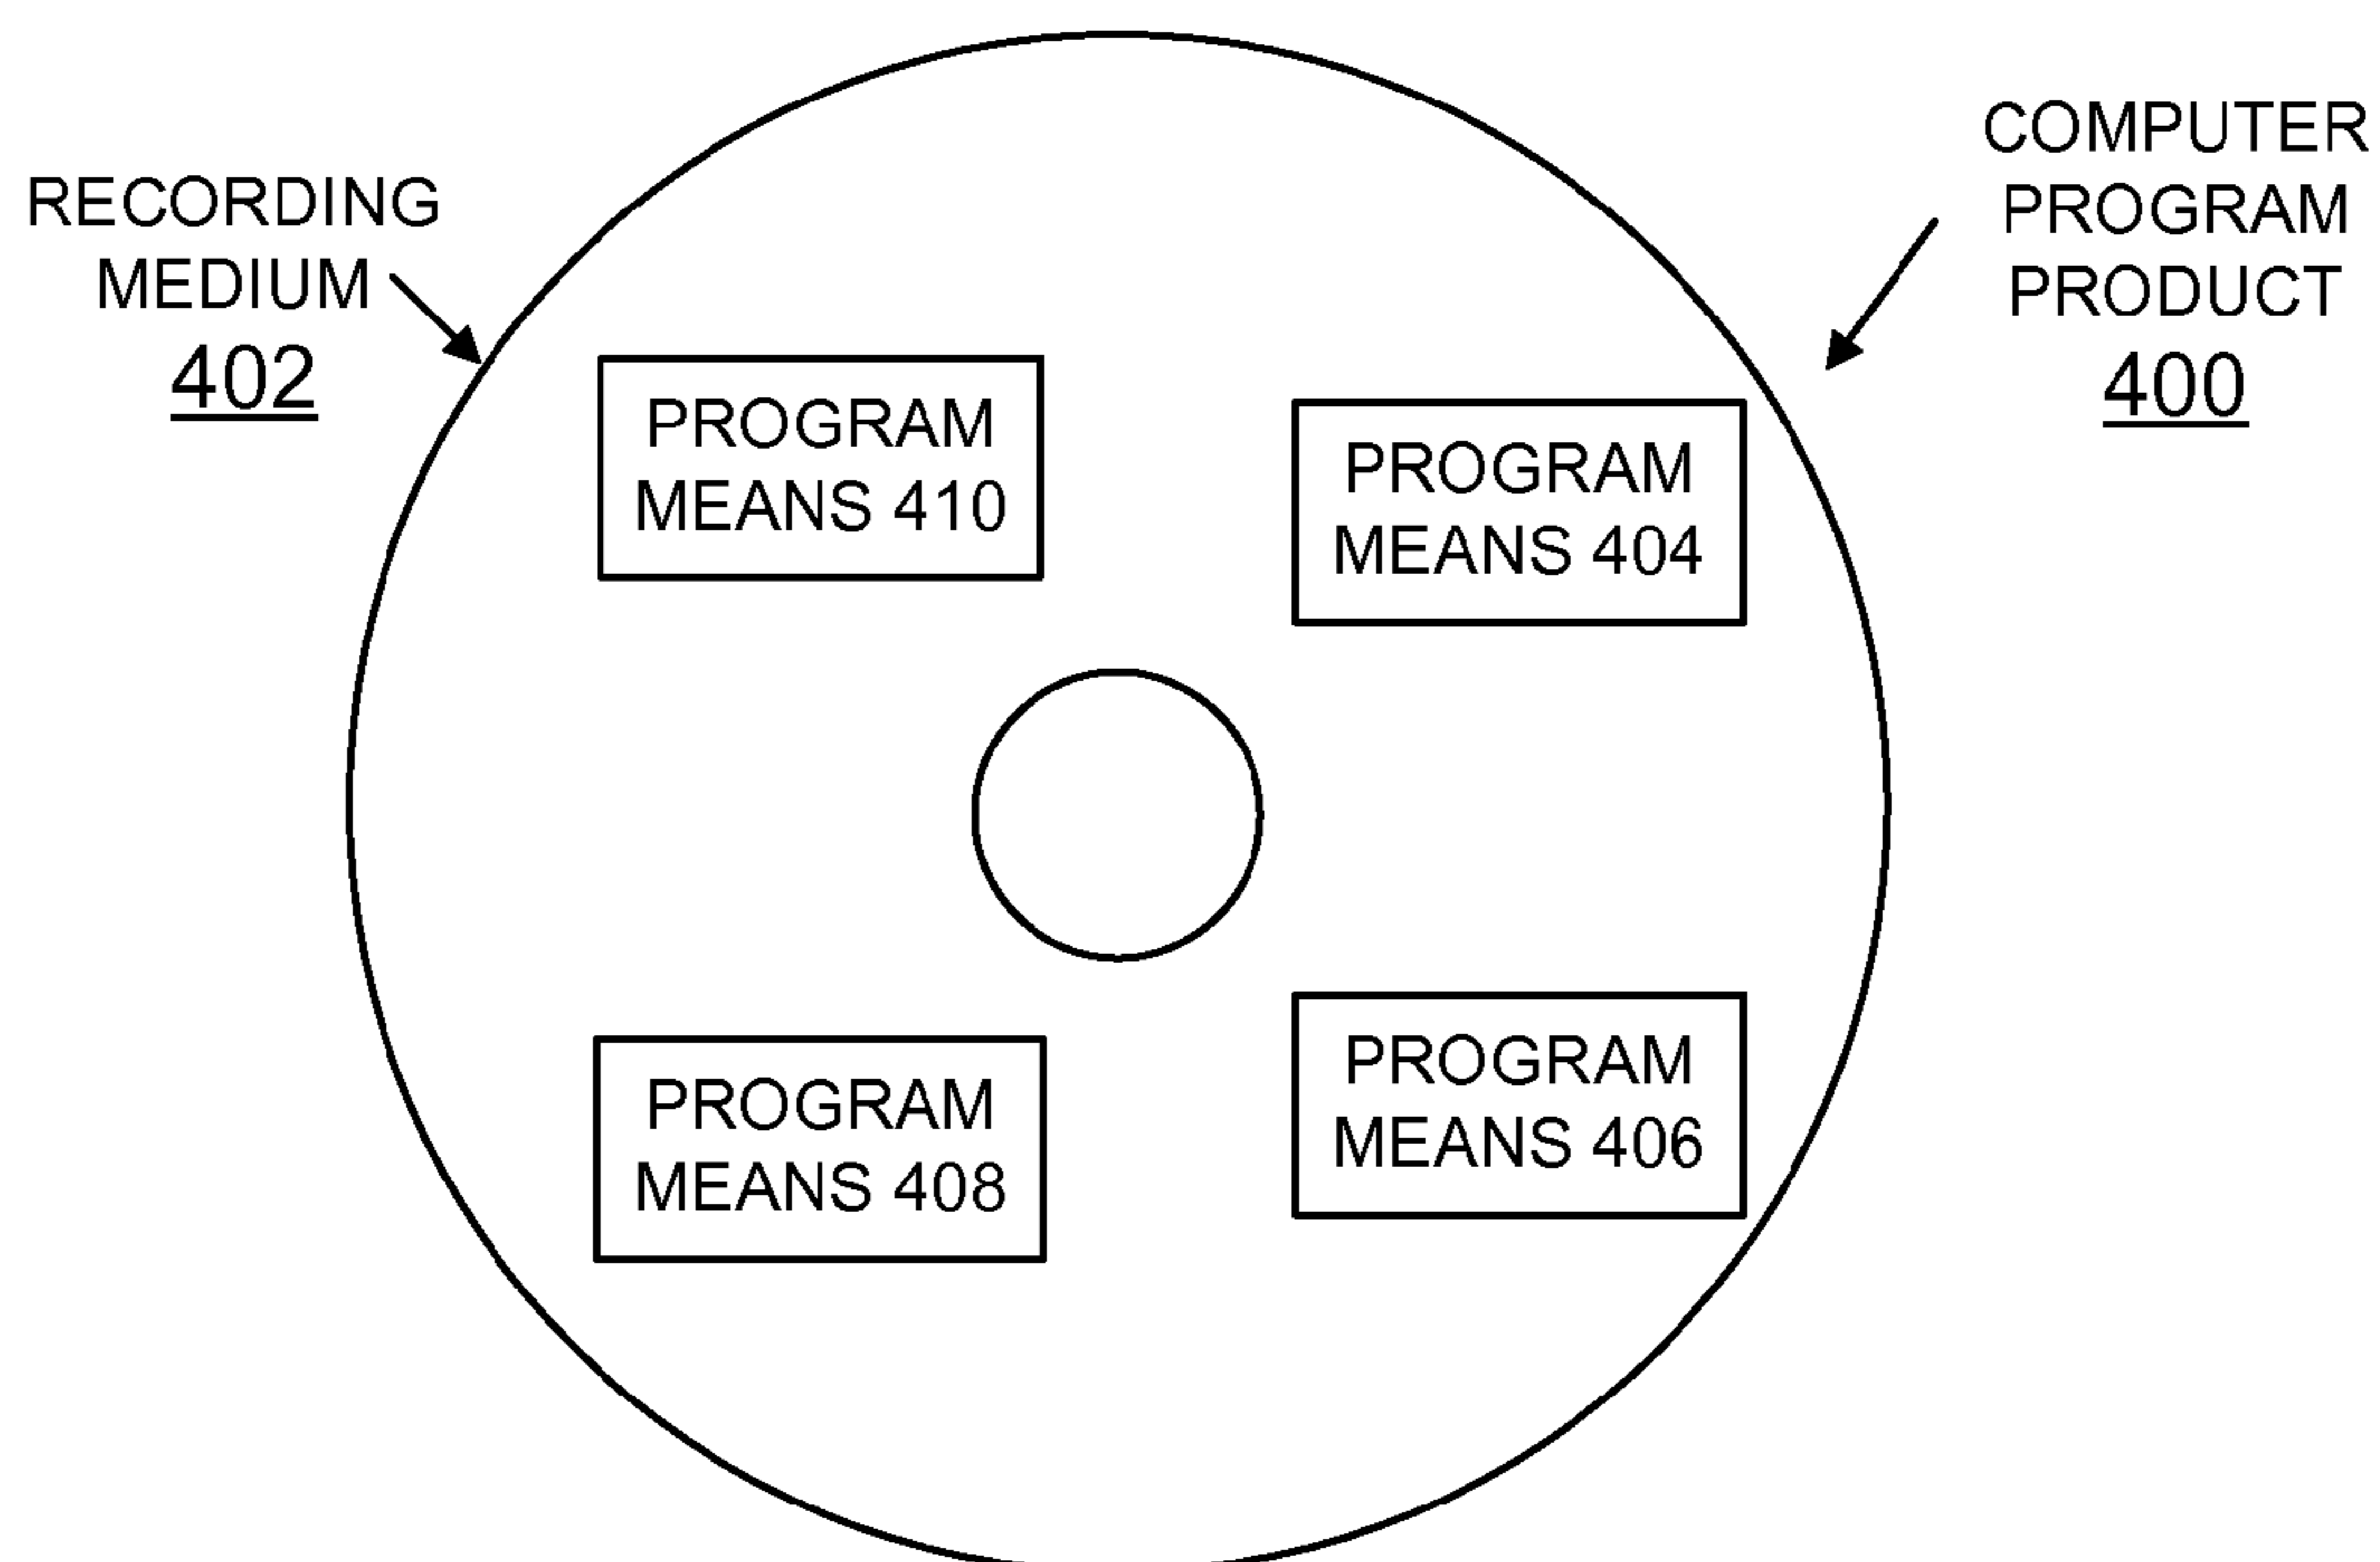 RECORDING
MEDIUM
402
COMPUTER
PROGRAM
PRODUCT
400
PROGRAM
MEANS 410
PROGRAM
MEANS 404
PROGRAM
MEANS 408
PROGRAM
MEANS 406